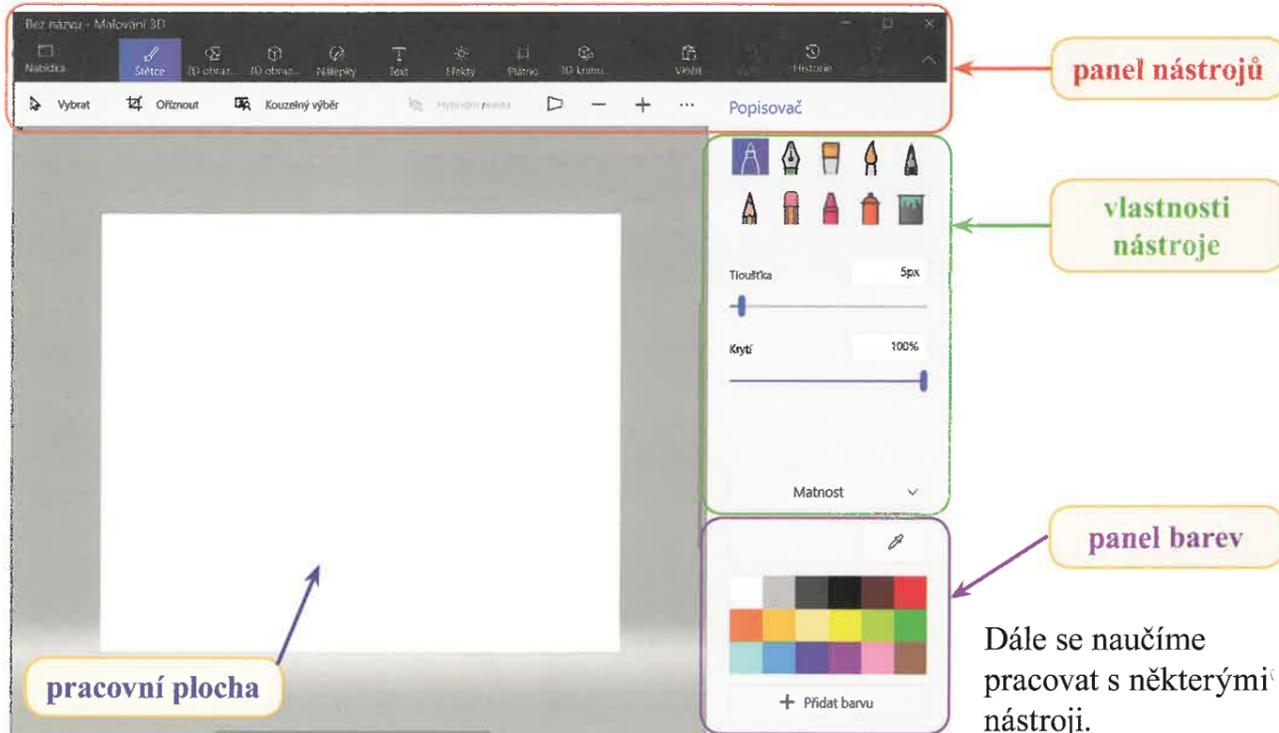 Bez názvu - Malování 3D
Nabídka Štětce 2D obraz... 3D obraz... Nálepky Text Efekty Plátno 3D knihu... Vložit Historie
panel nástrojů
Vybrat Oříznout Kouzelný výběr ... Popisovač
vlastnosti
nástroje
Tloušťka 5px
Krytí 100%
Matnost
panel barev
Dále se naučíme
pracovat s některými
nástroji.
pracovní plocha
+ Přidat barvu